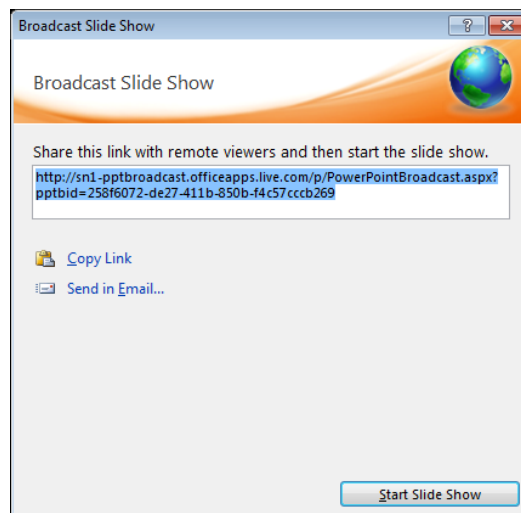 Broadcast Slide Show
Broadcast Slide Show
Share this link with remote viewers and then start the slide show.
http://sn1-pptbroadcast.officeapps.live.com/p/PowerPointBroadcast.aspx?
pptbid=258f6072-de27-411b-850b-f4c57cccb269
Copy Link
Send in Email...
Start Slide Show